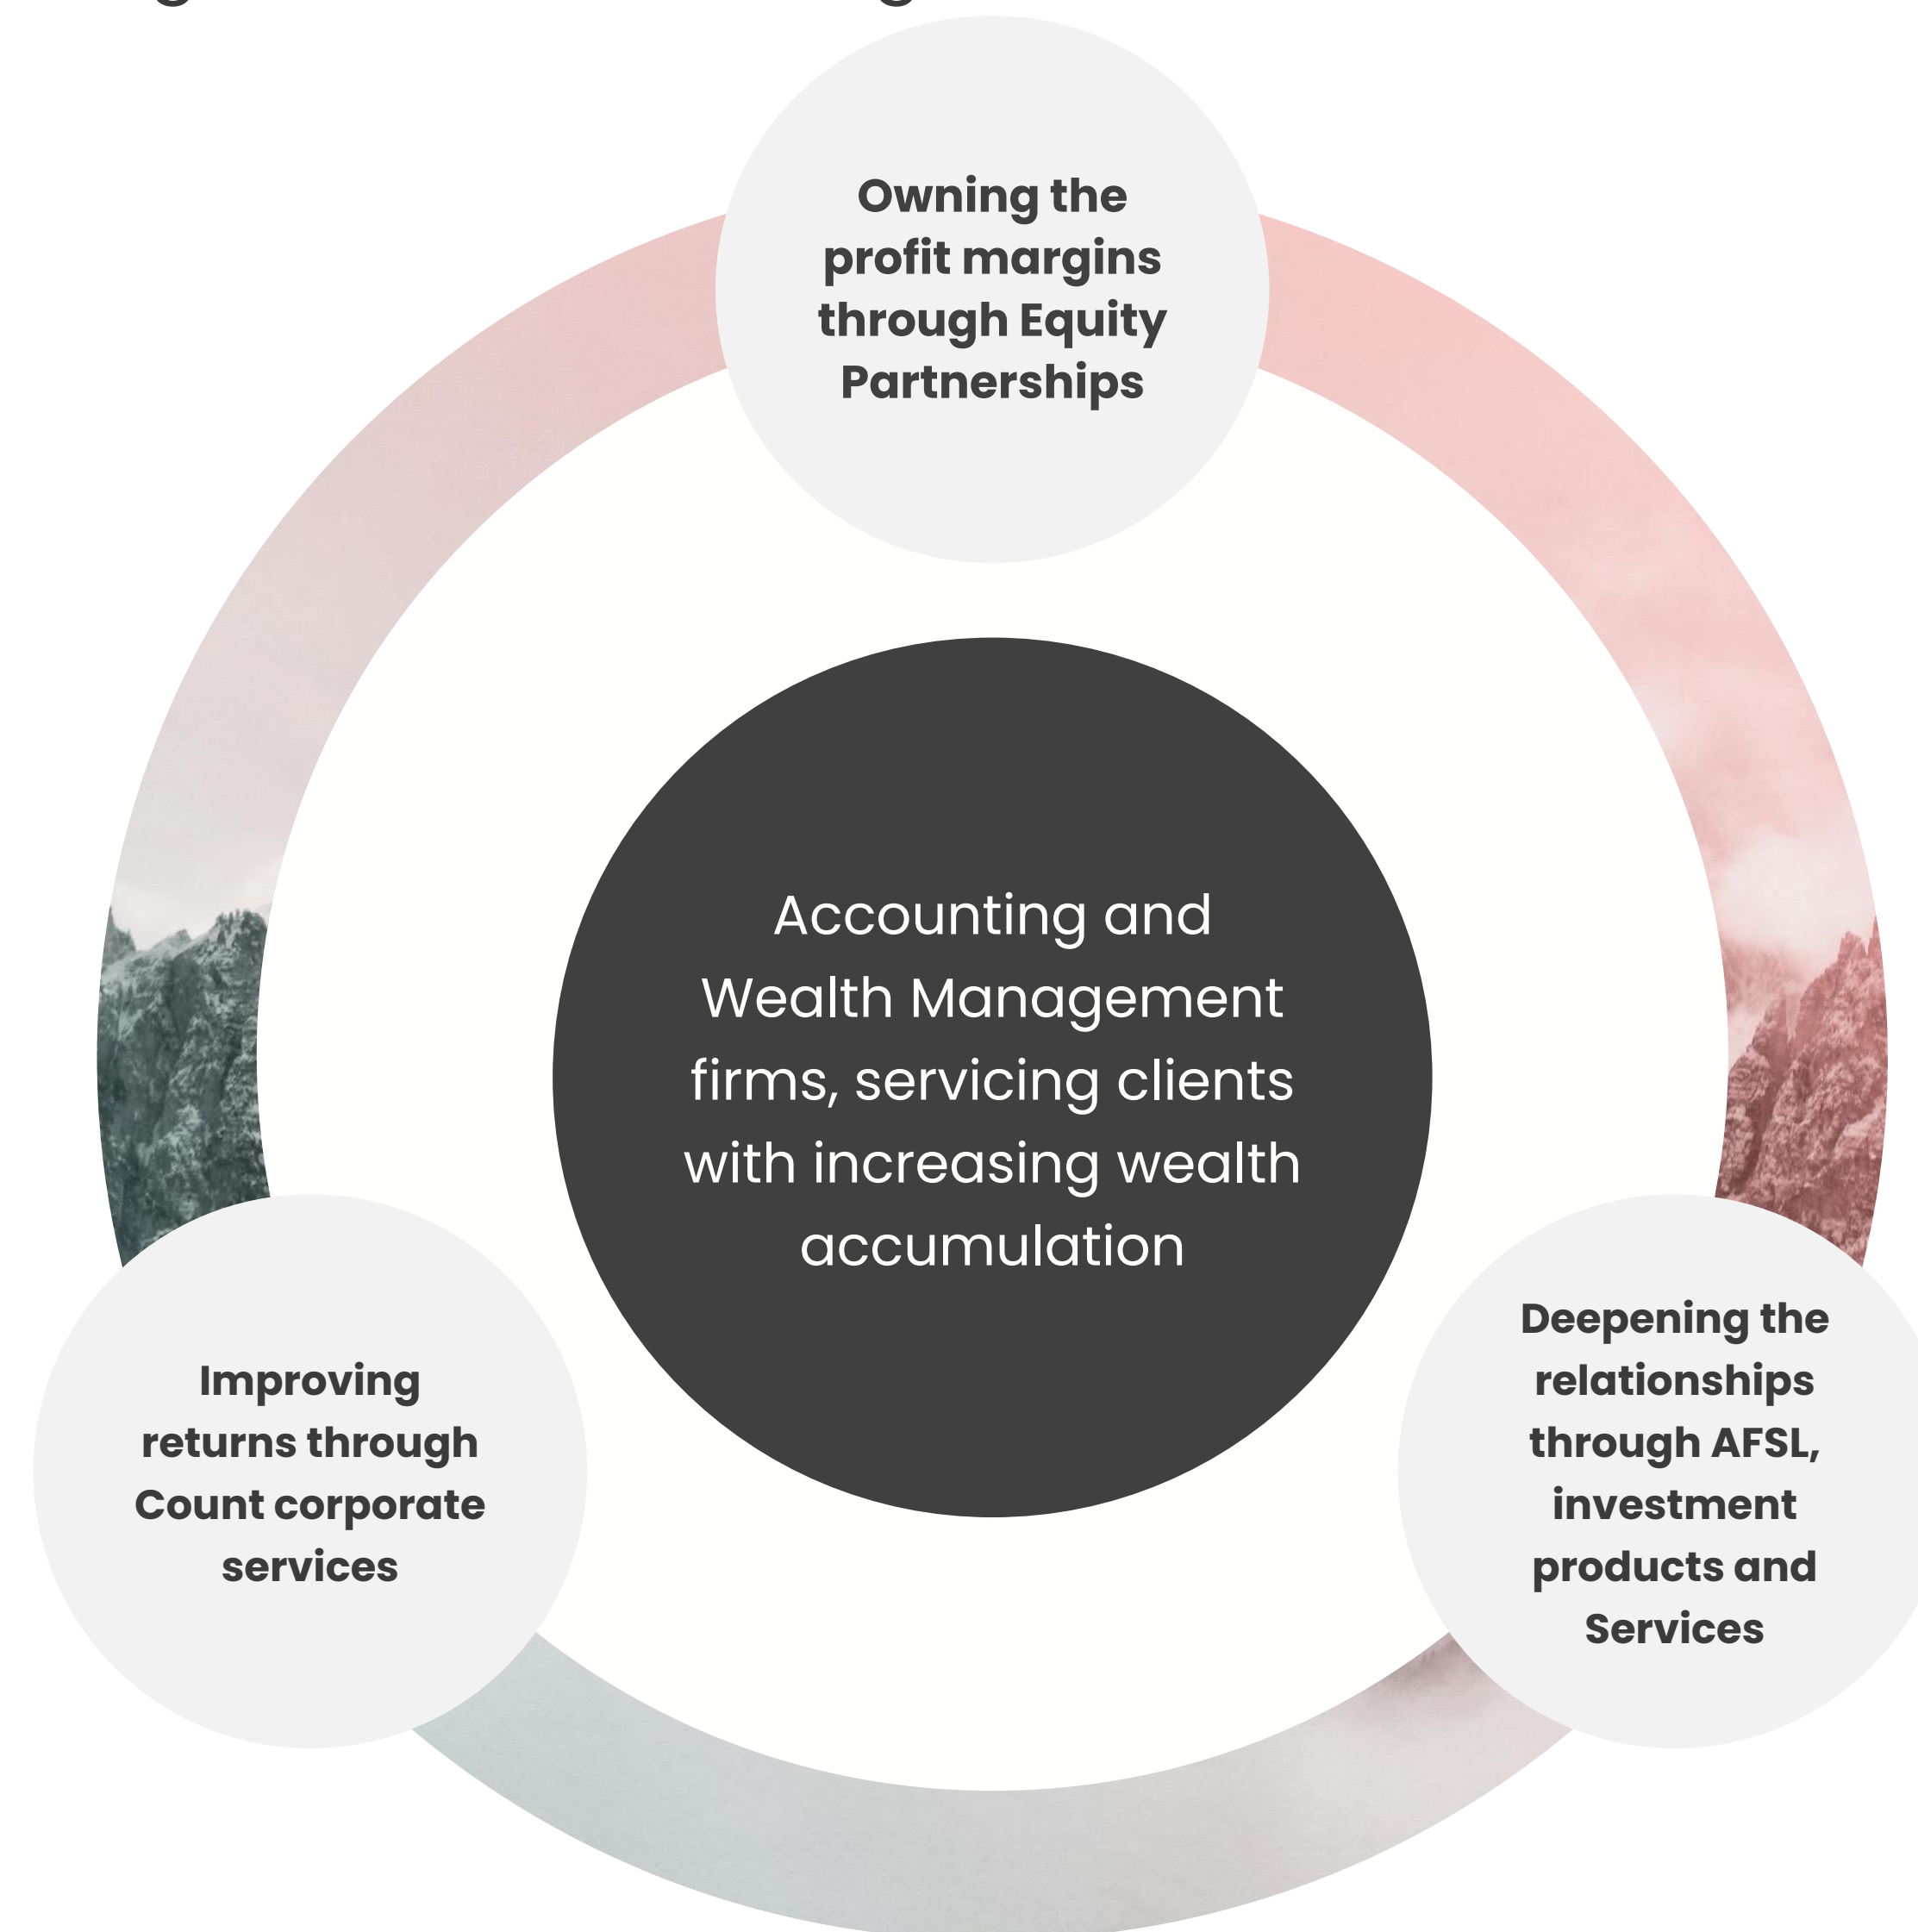 Owning the
profit margins
through Equity
Partnerships
Accounting and
Wealth Management
firms, servicing clients
with increasing wealth
accumulation
Improving
returns through
Count corporate
services
Deepening the
relationships
through AFSL,
investment
products and
Services